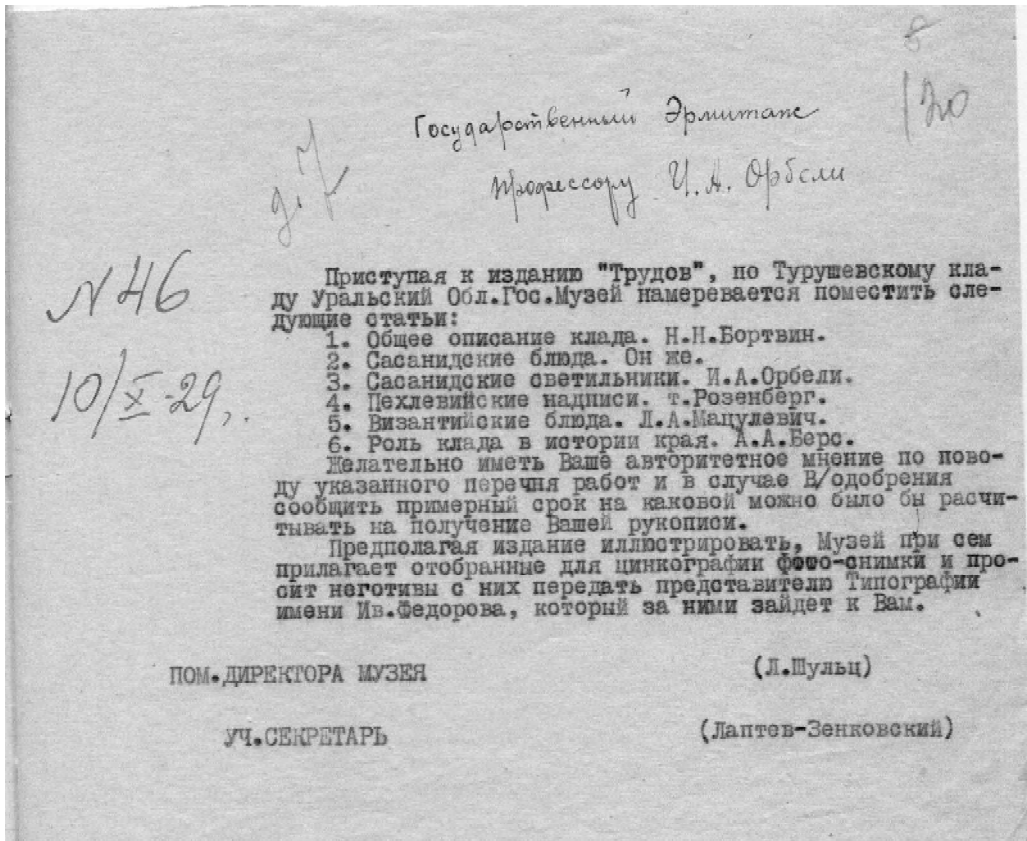 8
130
Государственный Эрмитаж
Профессору И. А. Орбели
д. 7
№ 46
10/X-29,.
Приступая к изданию "Трудов", по Турушевскому кла-
ду Уральский Обл.Гос.Музей намеревается поместить сле-
дующие статьи:
1. Общее описание клада. Н.Н.Бортвин.
2. Сасанидские блюда. Он же.
3. Сасанидские светильники. И.А.Орбели.
4. Пехлевийские надписи. т.Розенберг.
5. Византийские блюда. Л.А.Мацулевич.
6. Роль клада в истории края. А.А.Берс.
Желательно иметь Ваше авторитетное мнение по пово-
ду указанного перечня работ и в случае В/одобрения
сообщить примерный срок на каковой можно было бы расчи-
тывать на получение Вашей рукописи.
Предполагая издание иллюстрировать, Музей при сем
прилагает отобранные для цинкографии фото-снимки и про-
сит неготивы с них передать представителю Типографии
имени Ив.Федорова, который за ними зайдет к Вам.
ПОМ.ДИРЕКТОРА МУЗЕЯ (Л.Шульц)
УЧ.СЕКРЕТАРЬ (Лаптев-Зенковский)